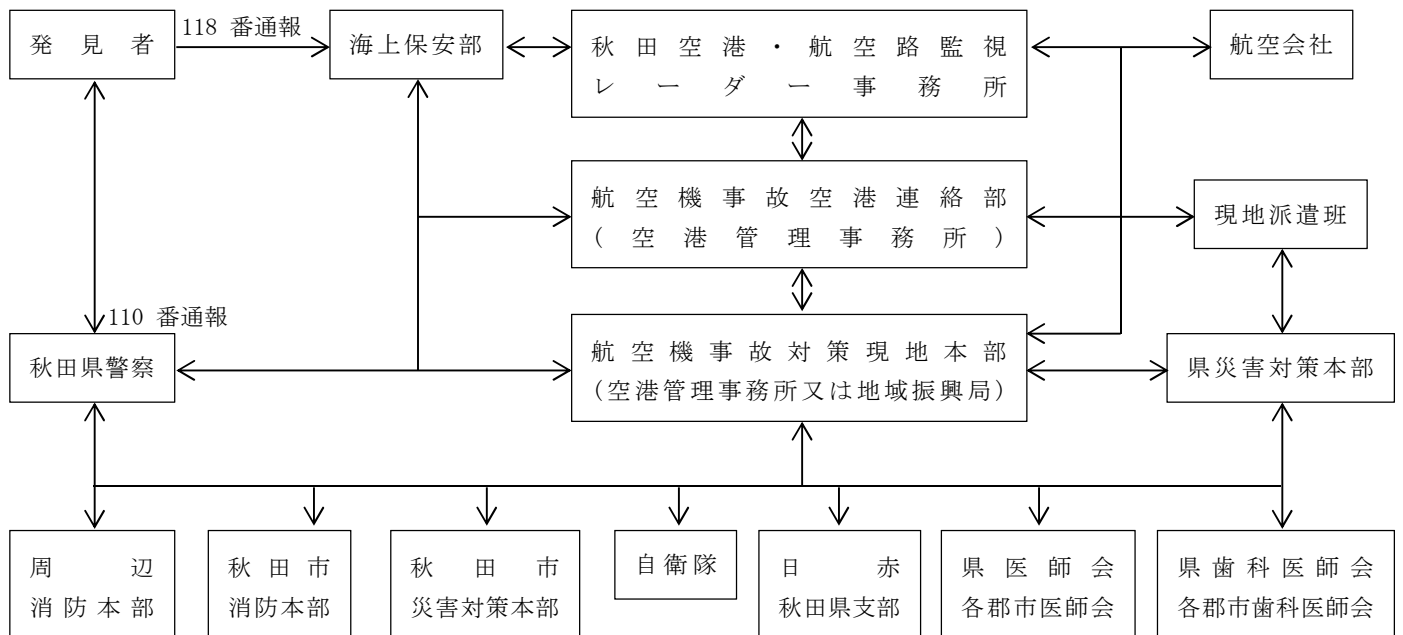 発見者
118 番通報
海上保安部
秋田空港・航空路監視
レーダー事務所
航空会社
航空機事故空港連絡部
(空港管理事務所)
現地派遣班
110 番通報
秋田県警察
航空機事故対策現地本部
(空港管理事務所又は地域振興局)
県災害対策本部
周辺
消防本部
秋田市
消防本部
秋田市
災害対策本部
自衛隊
日赤
秋田県支部
県医師会
各郡市医師会
県歯科医師会
各郡市歯科医師会